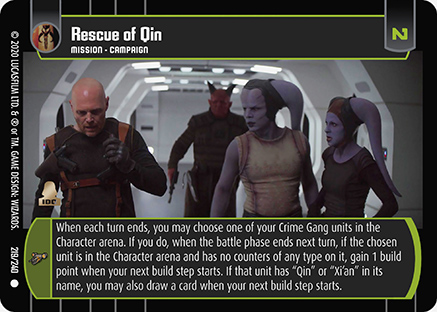 Rescue of Qin
MISSION - CAMPAIGN
N
© 2020 LUCASFILM LTD. & ® OR TM. GAME DESIGN: WIZARDS.
219/240
IDC
When each turn ends, you may choose one of your Crime Gang units in the
Character arena. If you do, when the battle phase ends next turn, if the chosen
unit is in the Character arena and has no counters of any type on it, gain 1 build
point when your next build step starts. If that unit has “Qin” or “Xi’an” in its
name, you may also draw a card when your next build step starts.